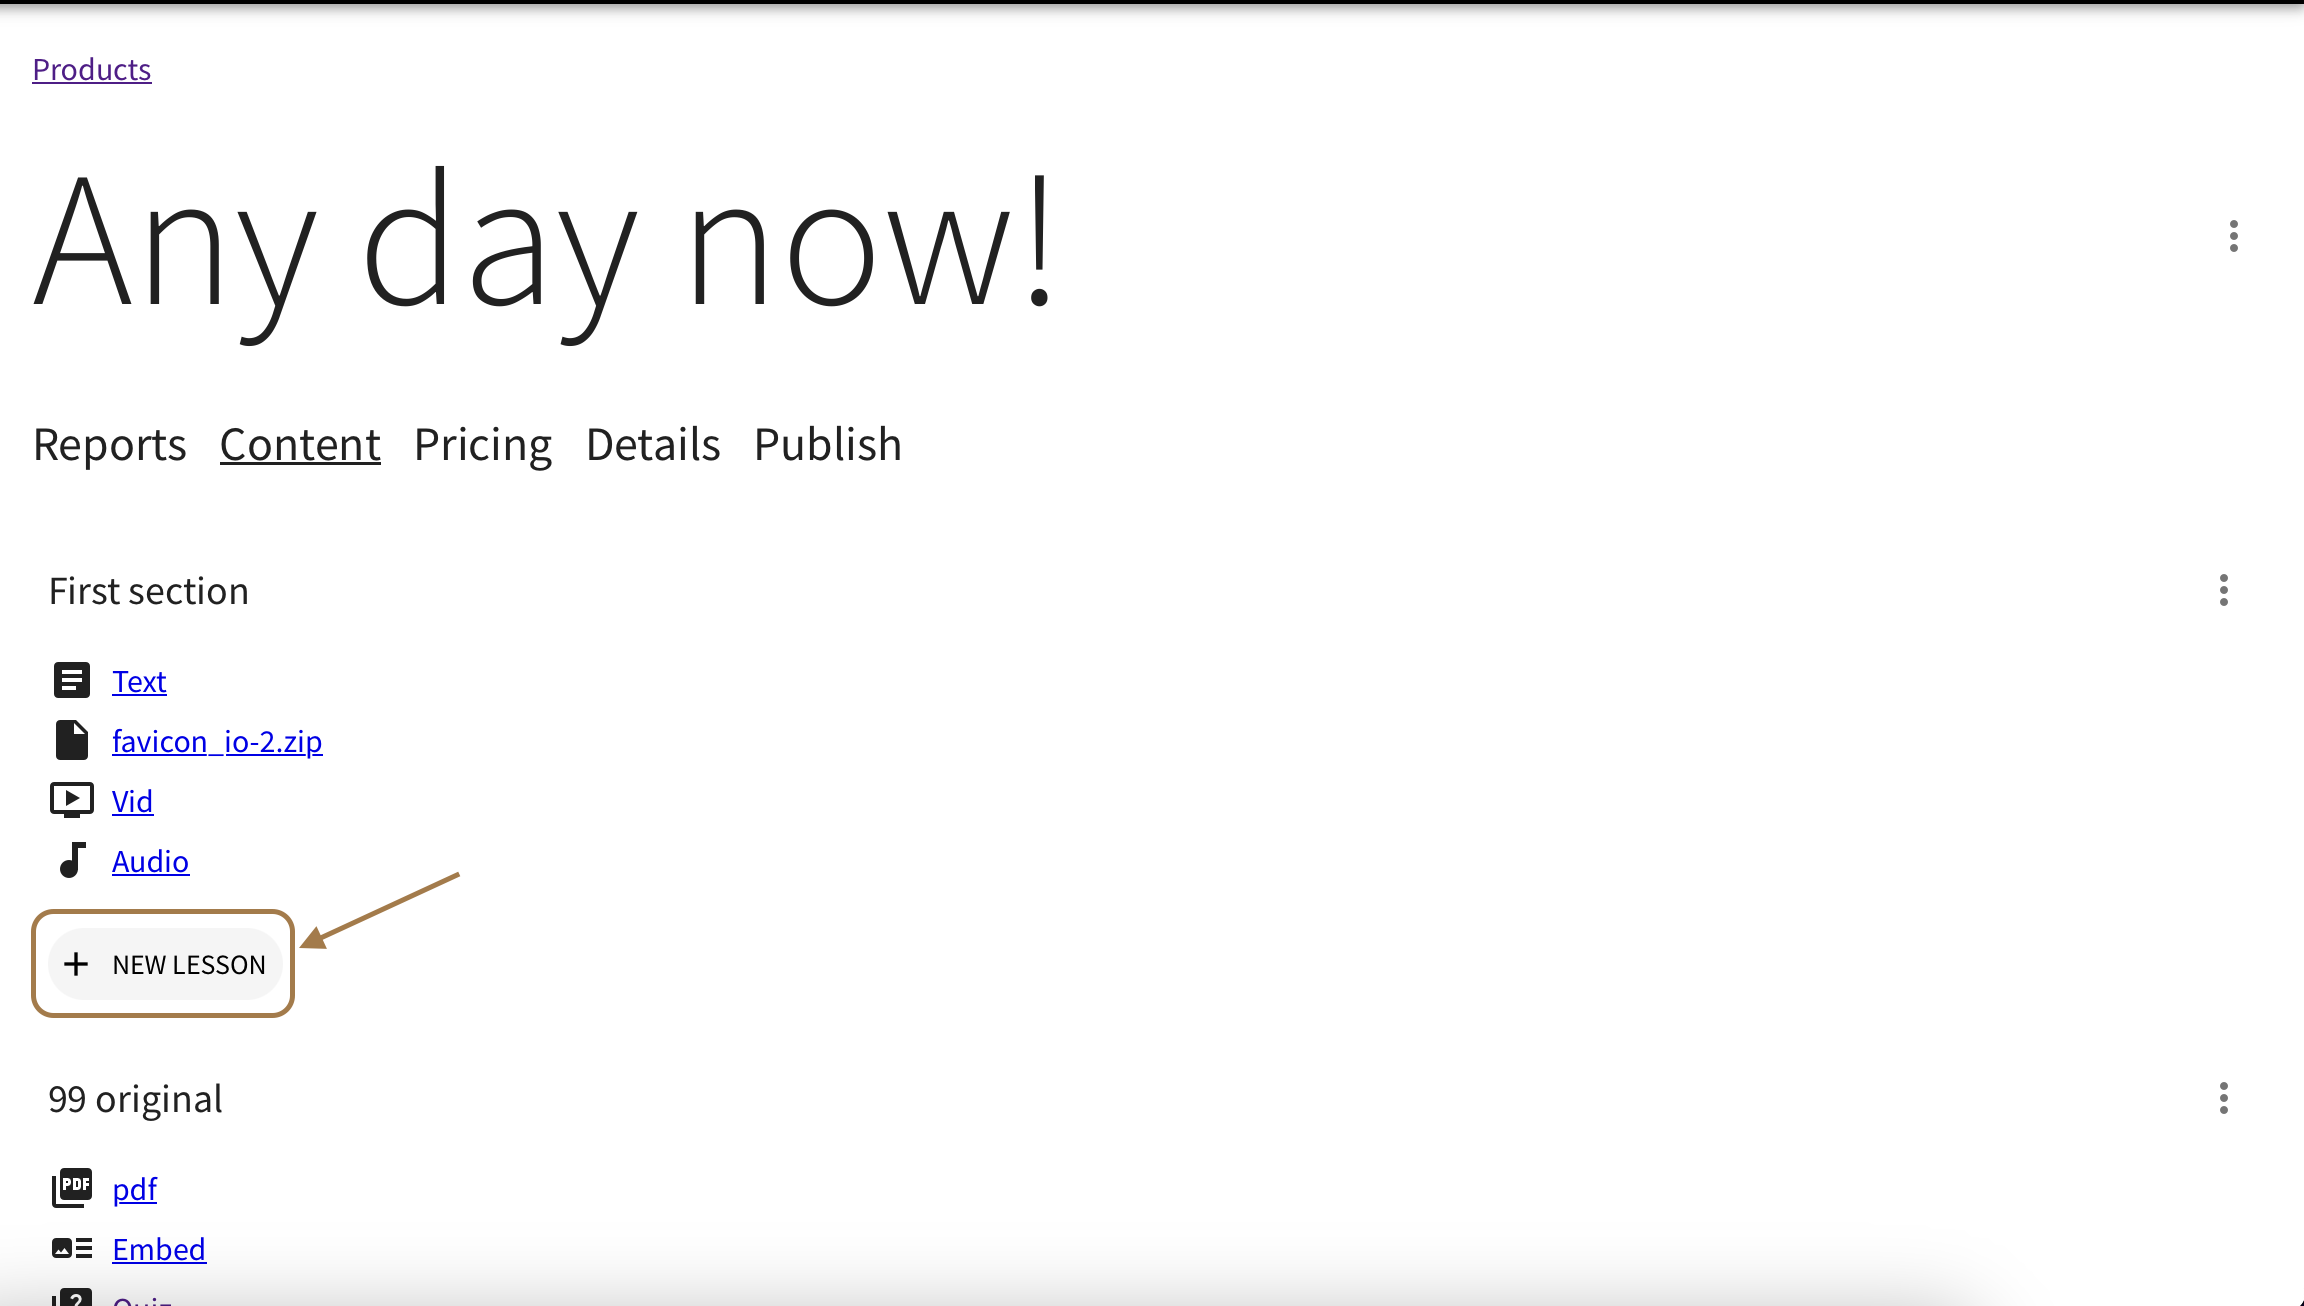 Products
Any day now!
Reports Content Pricing Details Publish
First section
Text
favicon_io-2.zip
Vid
Audio
+ NEW LESSON
99 original
PDF pdf
Embed
? Quiz